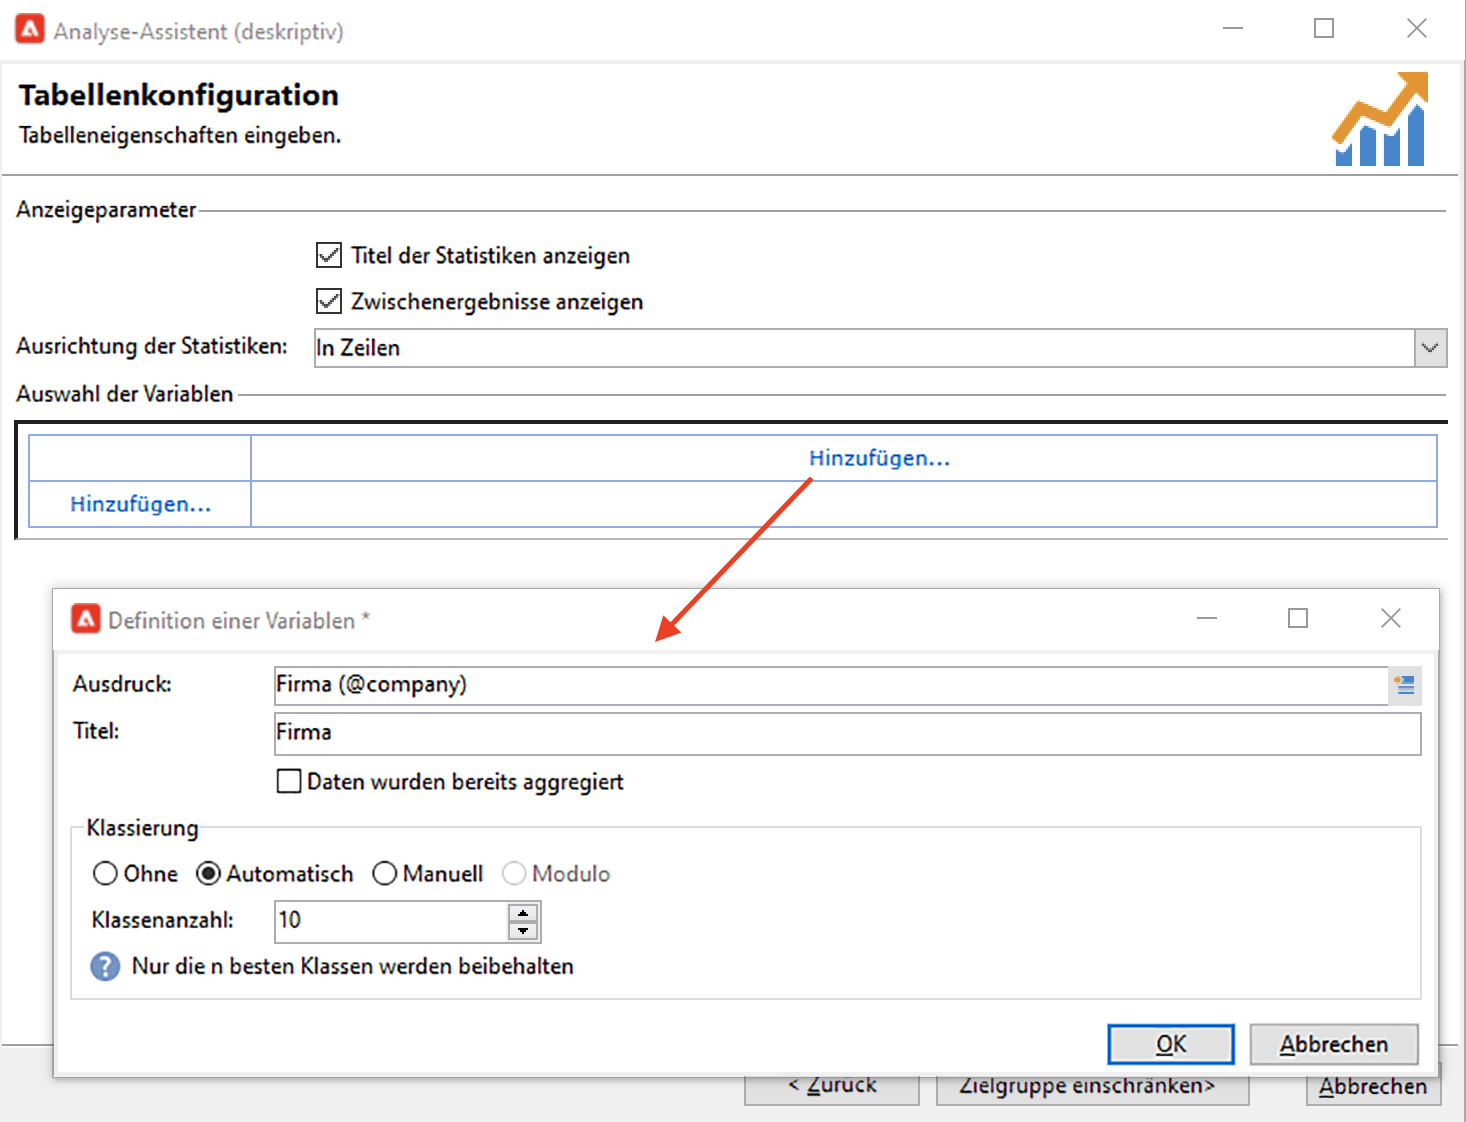 Analyse-Assistent (deskriptiv)
Tabellenkonfiguration
Tabelleneigenschaften eingeben.
Anzeigeparameter
Titel der Statistiken anzeigen
Zwischenergebnisse anzeigen
Ausrichtung der Statistiken: In Zeilen
Auswahl der Variablen
Hinzufügen...
Hinzufügen...
Definition einer Variablen *
Ausdruck: Firma (@company)
Titel: Firma
Daten wurden bereits aggregiert
Klassierung
Ohne Automatisch Manuell Modulo
Klassenanzahl: 10
? Nur die n besten Klassen werden beibehalten
OK Abbrechen
< Zurück Zielgruppe einschränken> Abbrechen